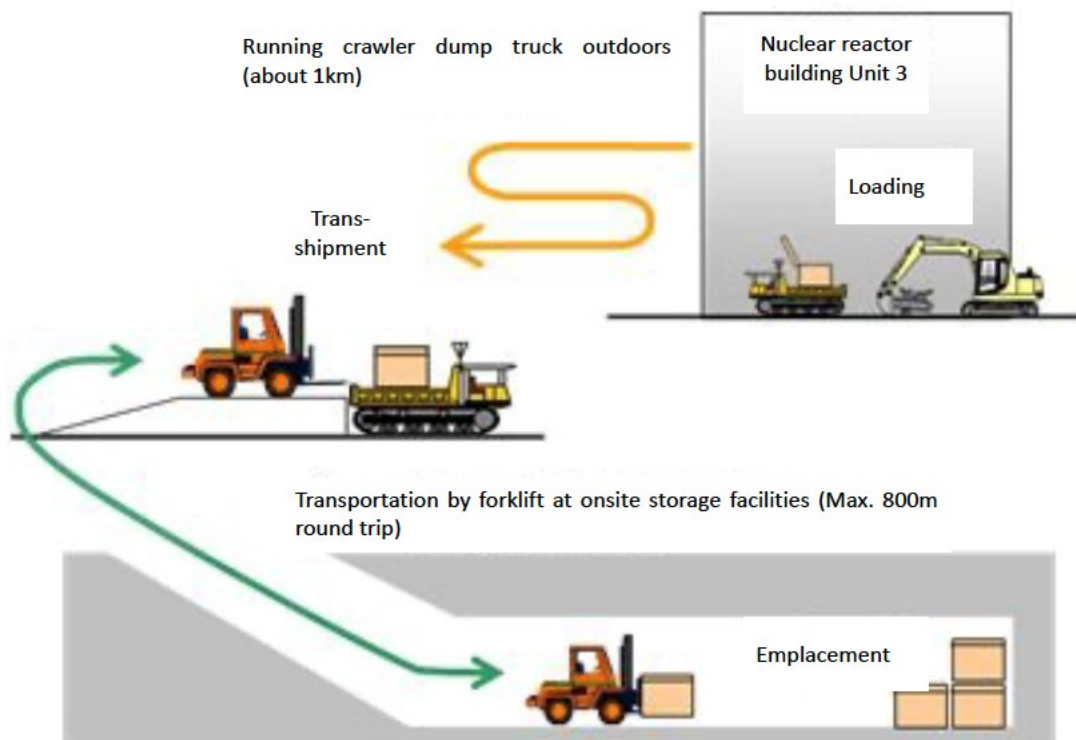 Running crawler dump truck outdoors
(about 1km)
Nuclear reactor
building Unit 3
Loading
Trans-
shipment
Transportation by forklift at onsite storage facilities (Max. 800m
round trip)
Emplacement